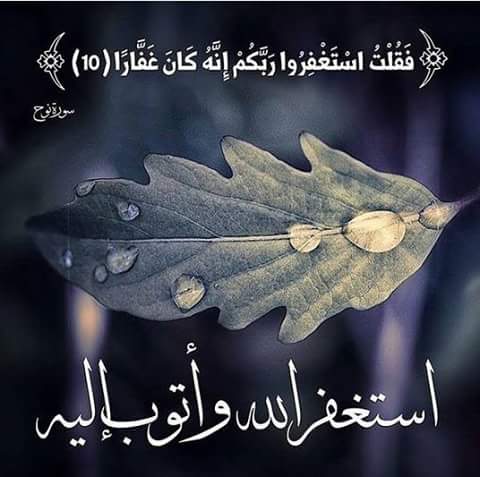 ﴿ فَقُلْتُ اسْتَغْفِرُوا رَبَّكُمْ إِنَّهُ كَانَ غَفَّارًا (10) ﴾
سورة نوح
استغفر الله وأتوب إليه